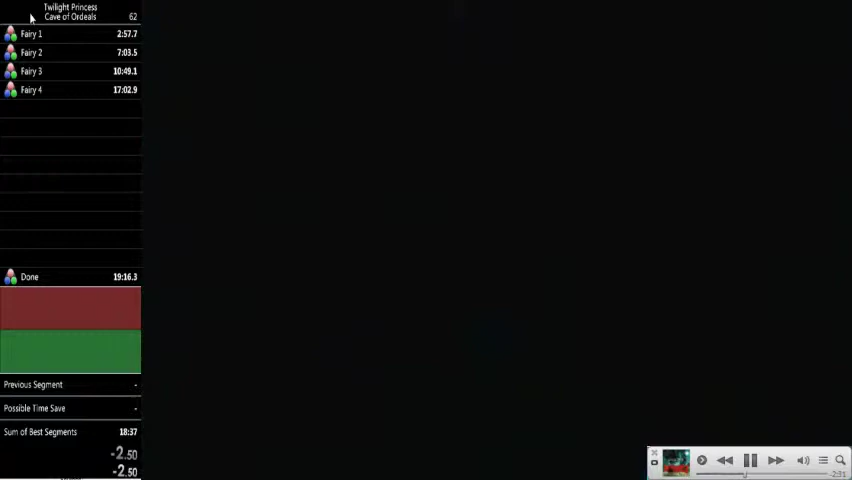 Twilight Princess
Cave of Ordeals 62
Fairy 1 2:57.7
Fairy 2 7:03.5
Fairy 3 10:49.1
Fairy 4 17:02.9
Done 19:16.3
Previous Segment -
Possible Time Save -
Sum of Best Segments 18:37
-2.50
-2.50
-2:31